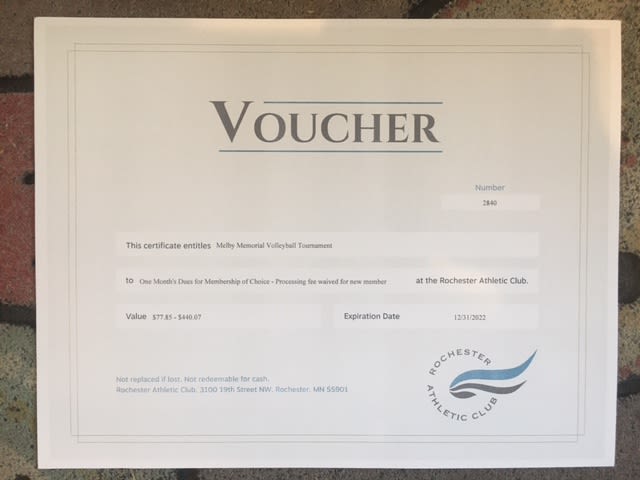 VOUCHER
Number
2840
This certificate entitles Melby Memorial Volleyball Tournament
to One Month's Dues for Membership of Choice - Processing fee waived for new member at the Rochester Athletic Club.
Value $77.85 - $440.07 Expiration Date 12/31/2022
Not replaced if lost. Not redeemable for cash.
Rochester Athletic Club. 3100 19th Street NW, Rochester, MN 55901
ROCHESTER
ATHLETIC CLUB